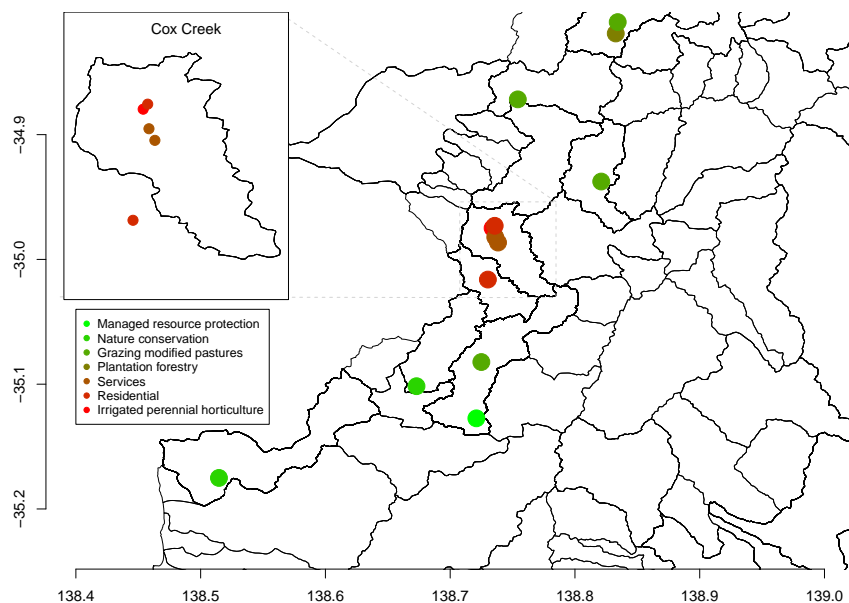 Cox Creek
−34.9
−35.0
−35.1
−35.2
Managed resource protection
Nature conservation
Grazing modified pastures
Plantation forestry
Services
Residential
Irrigated perennial horticulture
138.4 138.5 138.6 138.7 138.8 138.9 139.0